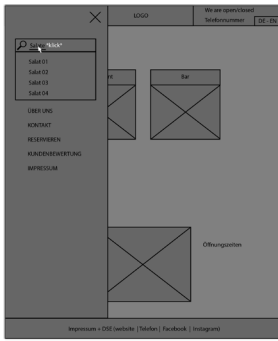 LOGO
We are open/closed
Telefonnummer
DE - EN
Salate *klick*
Salat 01
Salat 02
Salat 03
Salat 04
ÜBER UNS
KONTAKT
RESERVIEREN
KUNDENBEWERTUNG
IMPRESSUM
Bar
Öffnungszeiten
Impressum + DSE (website | Telefon | Facebook | Instagram)